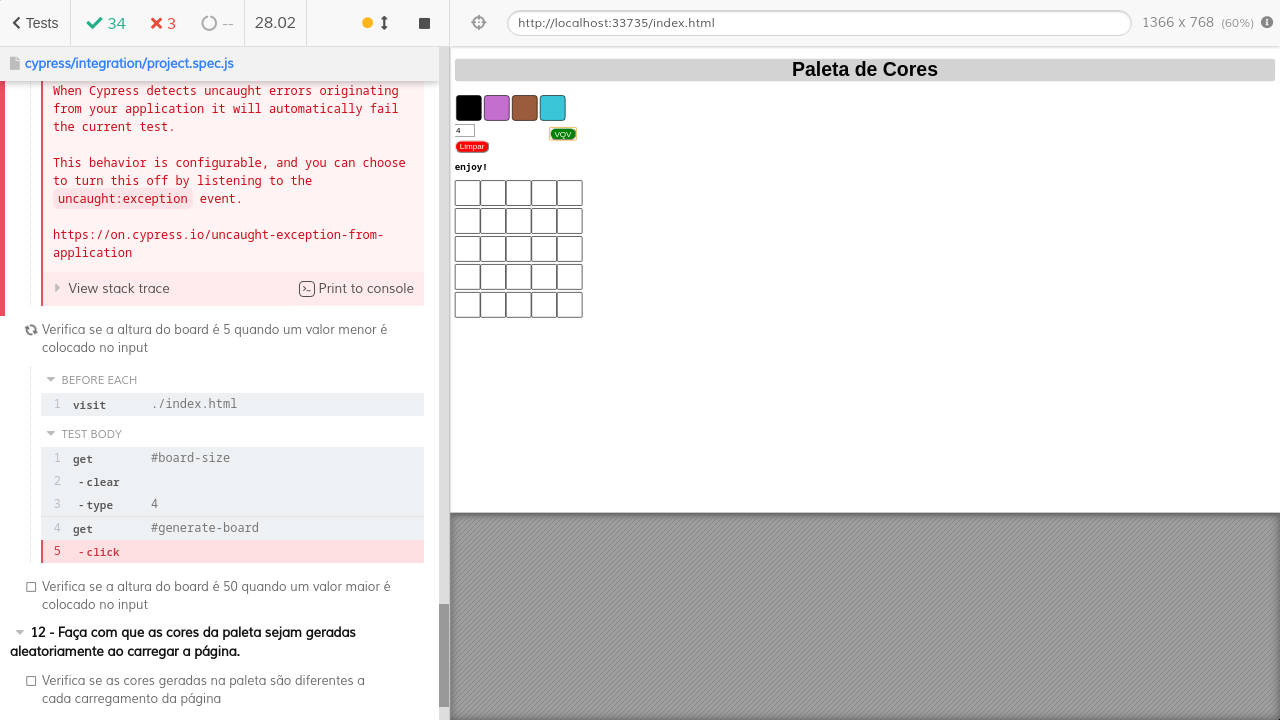 Tests
34
3
--
28.02
http://localhost:33735/index.html
1366 x 768 (60%)
cypress/integration/project.spec.js
When Cypress detects uncaught errors originating
from your application it will automatically fail
the current test.
This behavior is configurable, and you can choose
to turn this off by listening to the
uncaught:exception event.
https://on.cypress.io/uncaught-exception-from-
application
View stack trace
Print to console
Verifica se a altura do board é 5 quando um valor menor é
colocado no input
BEFORE EACH
1 visit ./index.html
TEST BODY
1 get #board-size
2 -clear
3 -type 4
4 get #generate-board
5 -click
Verifica se a altura do board é 50 quando um valor maior é
colocado no input
12 - Faça com que as cores da paleta sejam geradas
aleatoriamente ao carregar a página.
Verifica se as cores geradas na paleta são diferentes a
cada carregamento da página
Paleta de Cores
4
VQV
Limpar
enjoy!